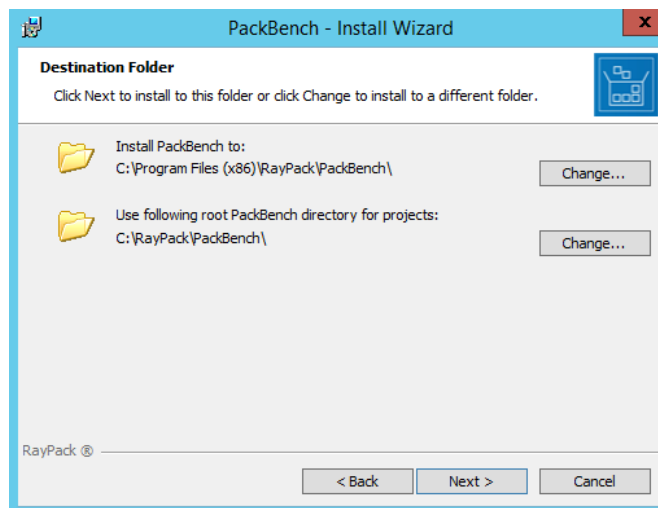 PackBench - Install Wizard
x
Destination Folder
Click Next to install to this folder or click Change to install to a different folder.
Install PackBench to:
C:\Program Files (x86)\RayPack\PackBench\
Change...
Use following root PackBench directory for projects:
C:\RayPack\PackBench\
Change...
RayPack ®
< Back Next > Cancel